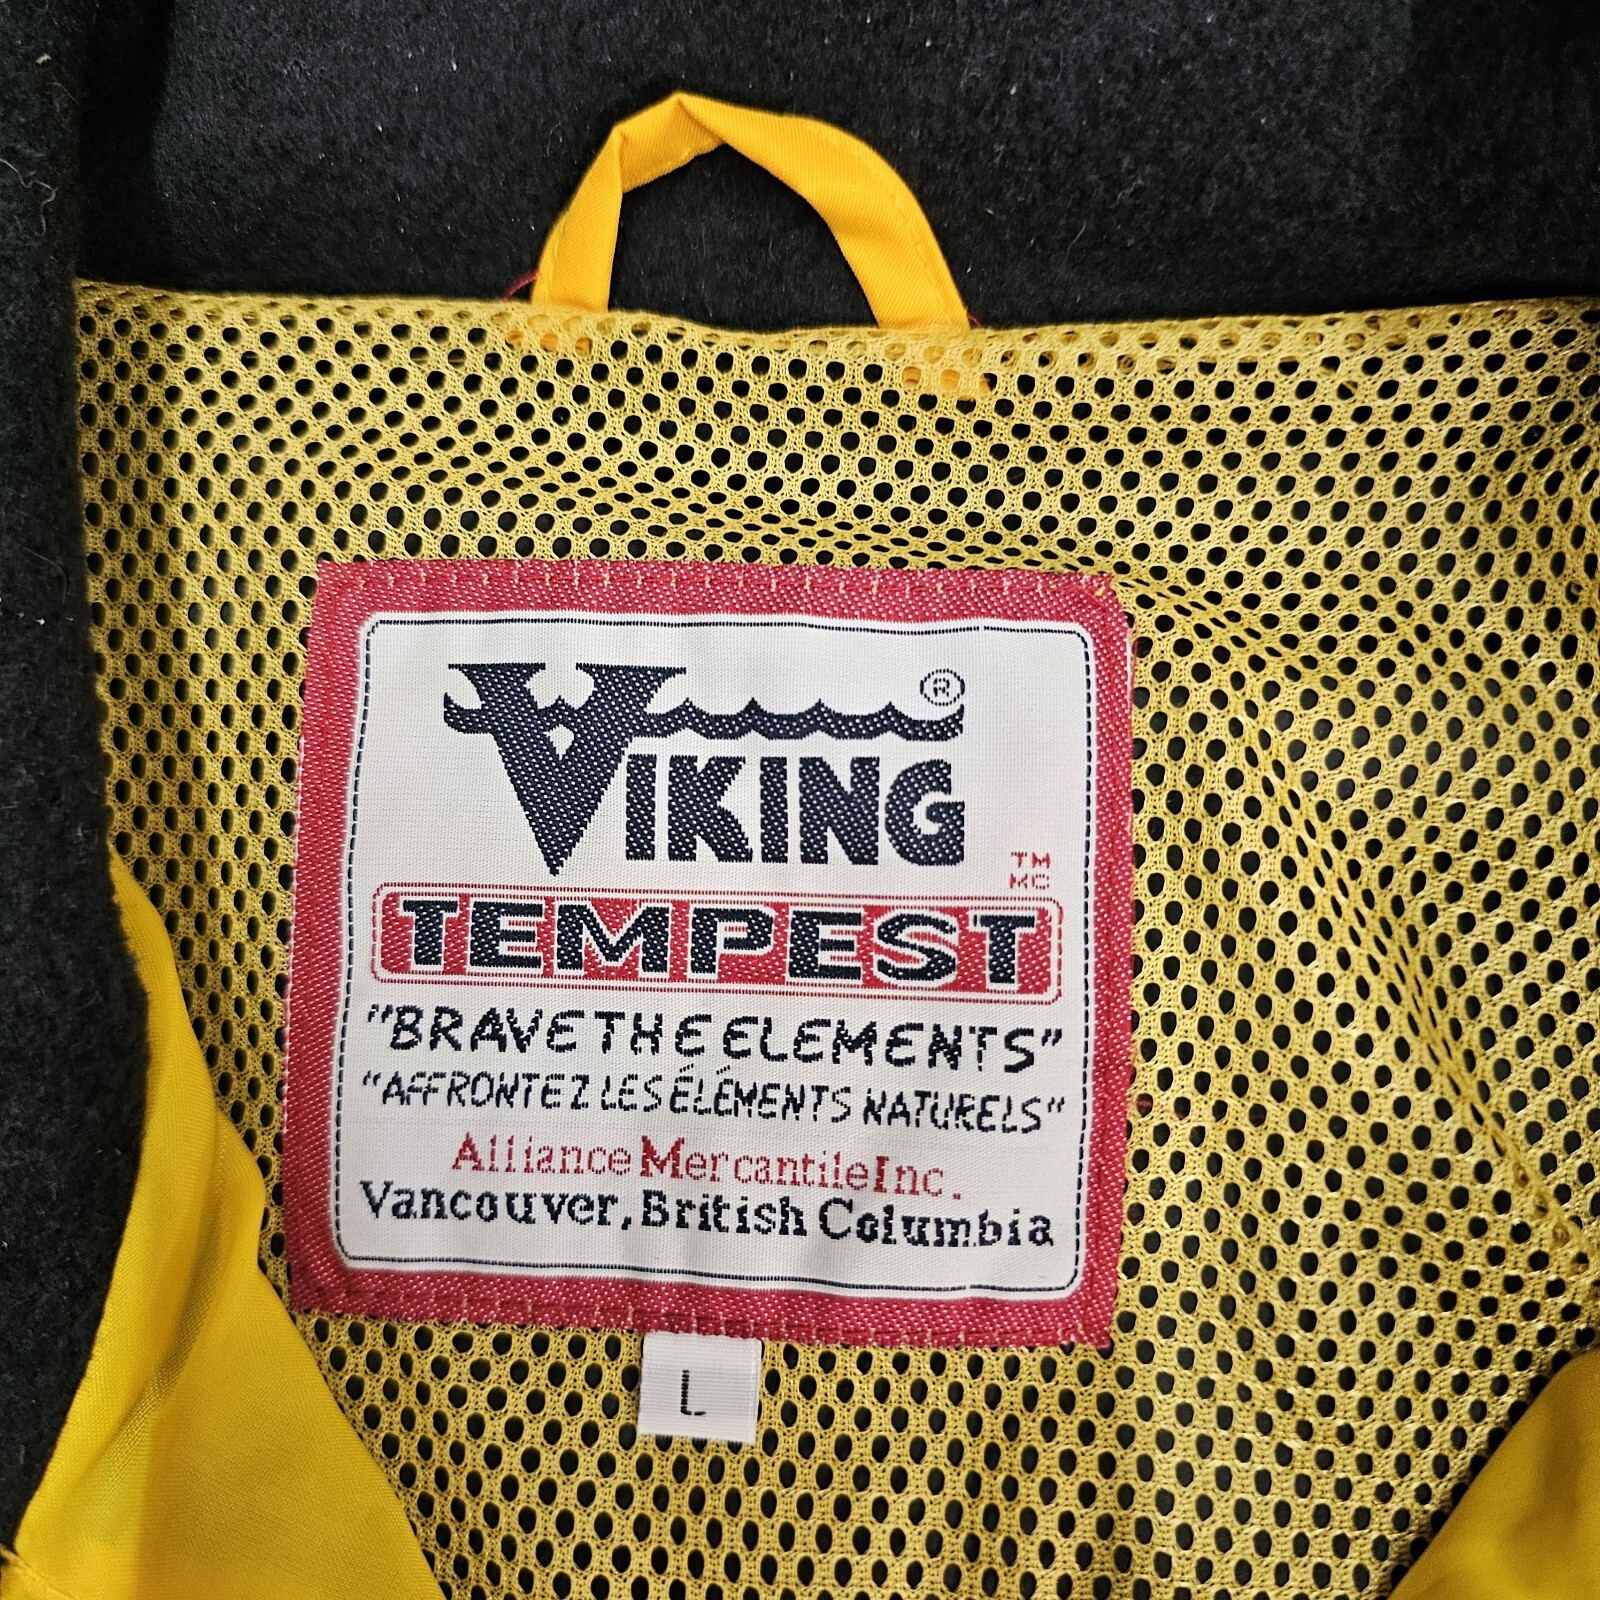 VIKING ®
TM
MC
TEMPEST
"BRAVE THE ELEMENTS"
"AFFRONTEZ LES ÉLÉMENTS NATURELS"
Alliance Mercantile Inc.
Vancouver, British Columbia
L